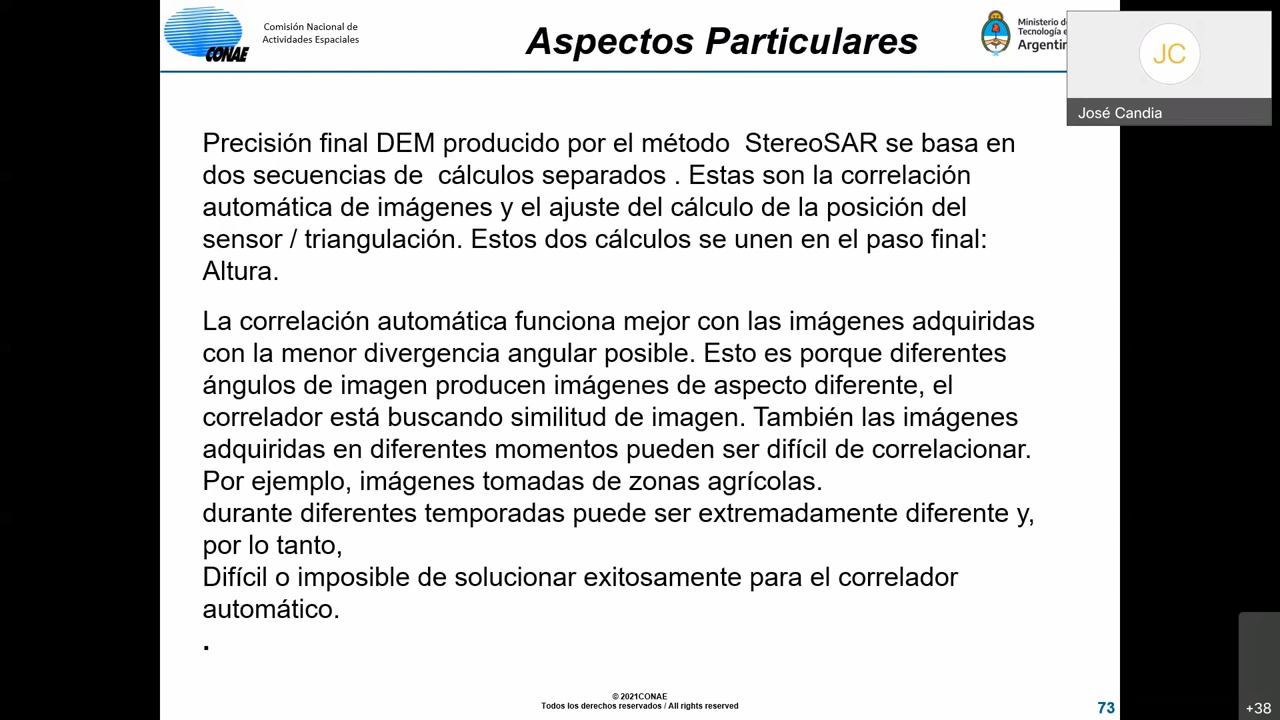 Comisión Nacional de
Actividades Espaciales
CONAE
Aspectos Particulares
Ministerio de
Tecnología e
Argentin
JC
José Candia
Precisión final DEM producido por el método  StereoSAR se basa en
dos secuencias de  cálculos separados . Estas son la correlación
automática de imágenes y el ajuste del cálculo de la posición del
sensor / triangulación. Estos dos cálculos se unen en el paso final:
Altura.
La correlación automática funciona mejor con las imágenes adquiridas
con la menor divergencia angular posible. Esto es porque diferentes
ángulos de imagen producen imágenes de aspecto diferente, el
correlador está buscando similitud de imagen. También las imágenes
adquiridas en diferentes momentos pueden ser difícil de correlacionar.
Por ejemplo, imágenes tomadas de zonas agrícolas.
durante diferentes temporadas puede ser extremadamente diferente y,
por lo tanto,
Difícil o imposible de solucionar exitosamente para el correlador
automático.
.
© 2021CONAE
Todos los derechos reservados / All rights reserved
73
+38